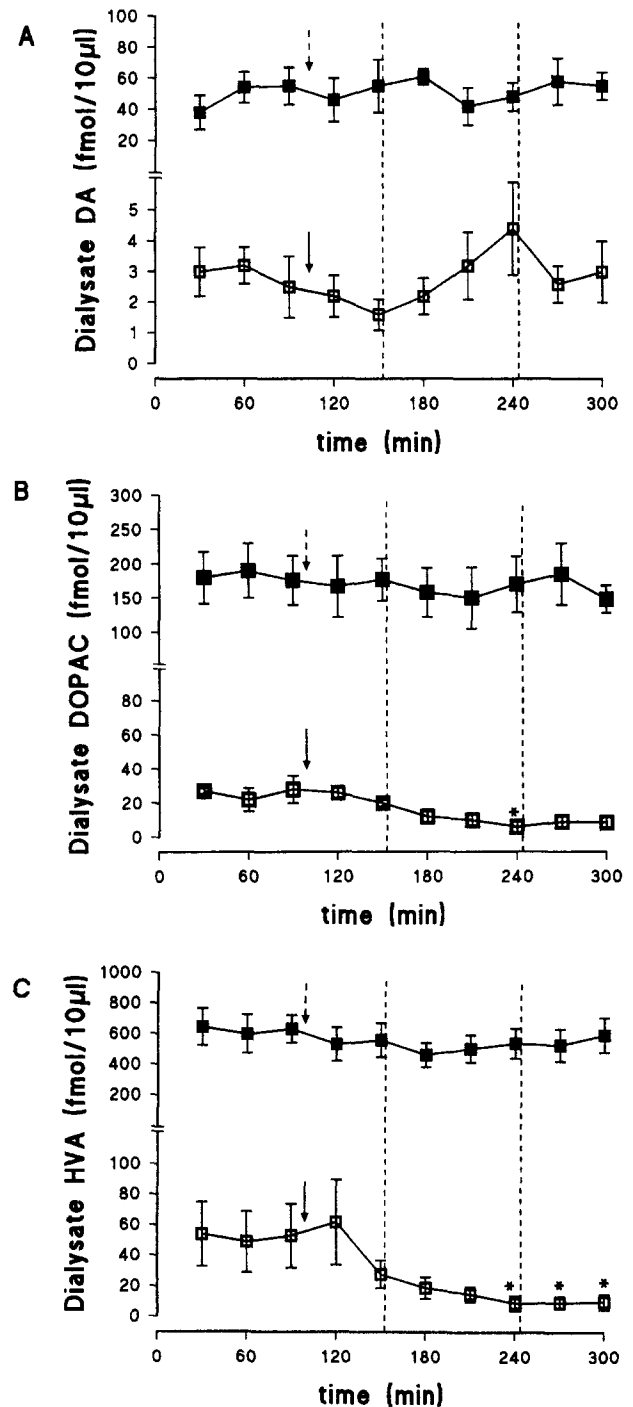 A
Dialysate DA (fmol/10µl)
100
80
60
40
20
5
4
3
2
1
0
0 60 120 180 240 300
time (min)
B
Dialysate DOPAC (fmol/10µl)
300
250
200
150
100
80
60
40
20
0
*
0 60 120 180 240 300
time (min)
C
Dialysate HVA (fmol/10µl)
1000
800
600
400
200
100
80
60
40
20
0
* * *
0 60 120 180 240 300
time (min)